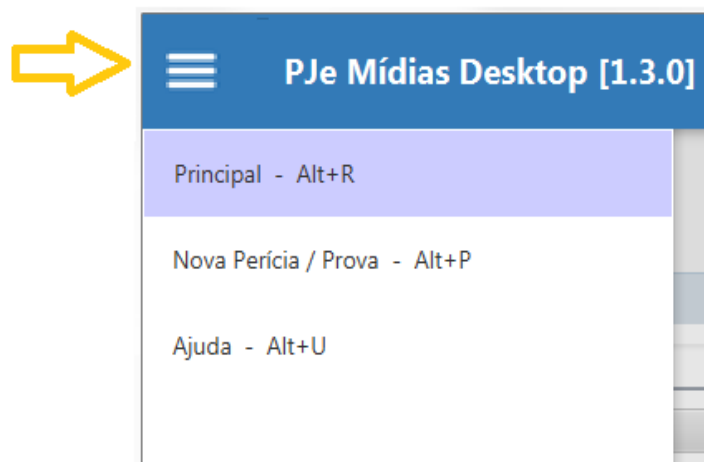 PJe Mídias Desktop [1.3.0]
Principal - Alt+R
Nova Perícia / Prova - Alt+P
Ajuda - Alt+U